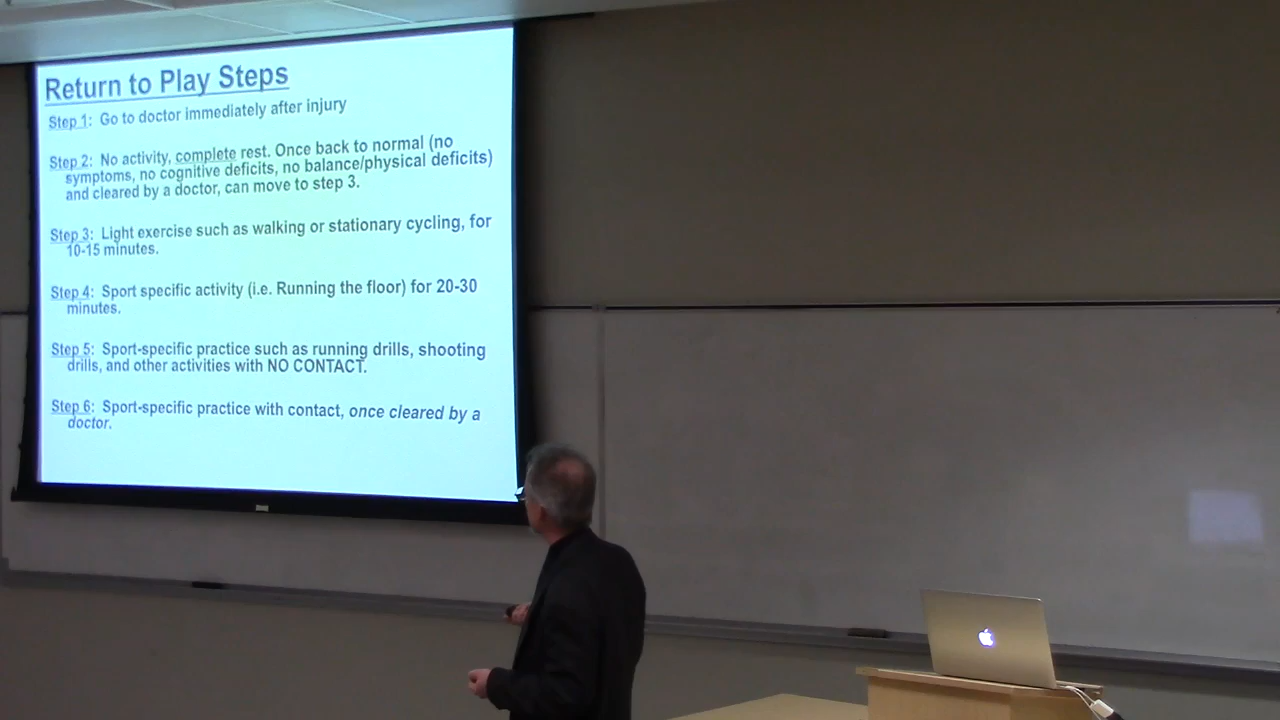 Return to Play Steps
Step 1: Go to doctor immediately after injury
Step 2: No activity, complete rest. Once back to normal (no
symptoms, no cognitive deficits, no balance/physical deficits)
and cleared by a doctor, can move to step 3.
Step 3: Light exercise such as walking or stationary cycling, for
10-15 minutes.
Step 4: Sport specific activity (i.e. Running the floor) for 20-30
minutes.
Step 5: Sport-specific practice such as running drills, shooting
drills, and other activities with NO CONTACT.
Step 6: Sport-specific practice with contact, once cleared by a
doctor.